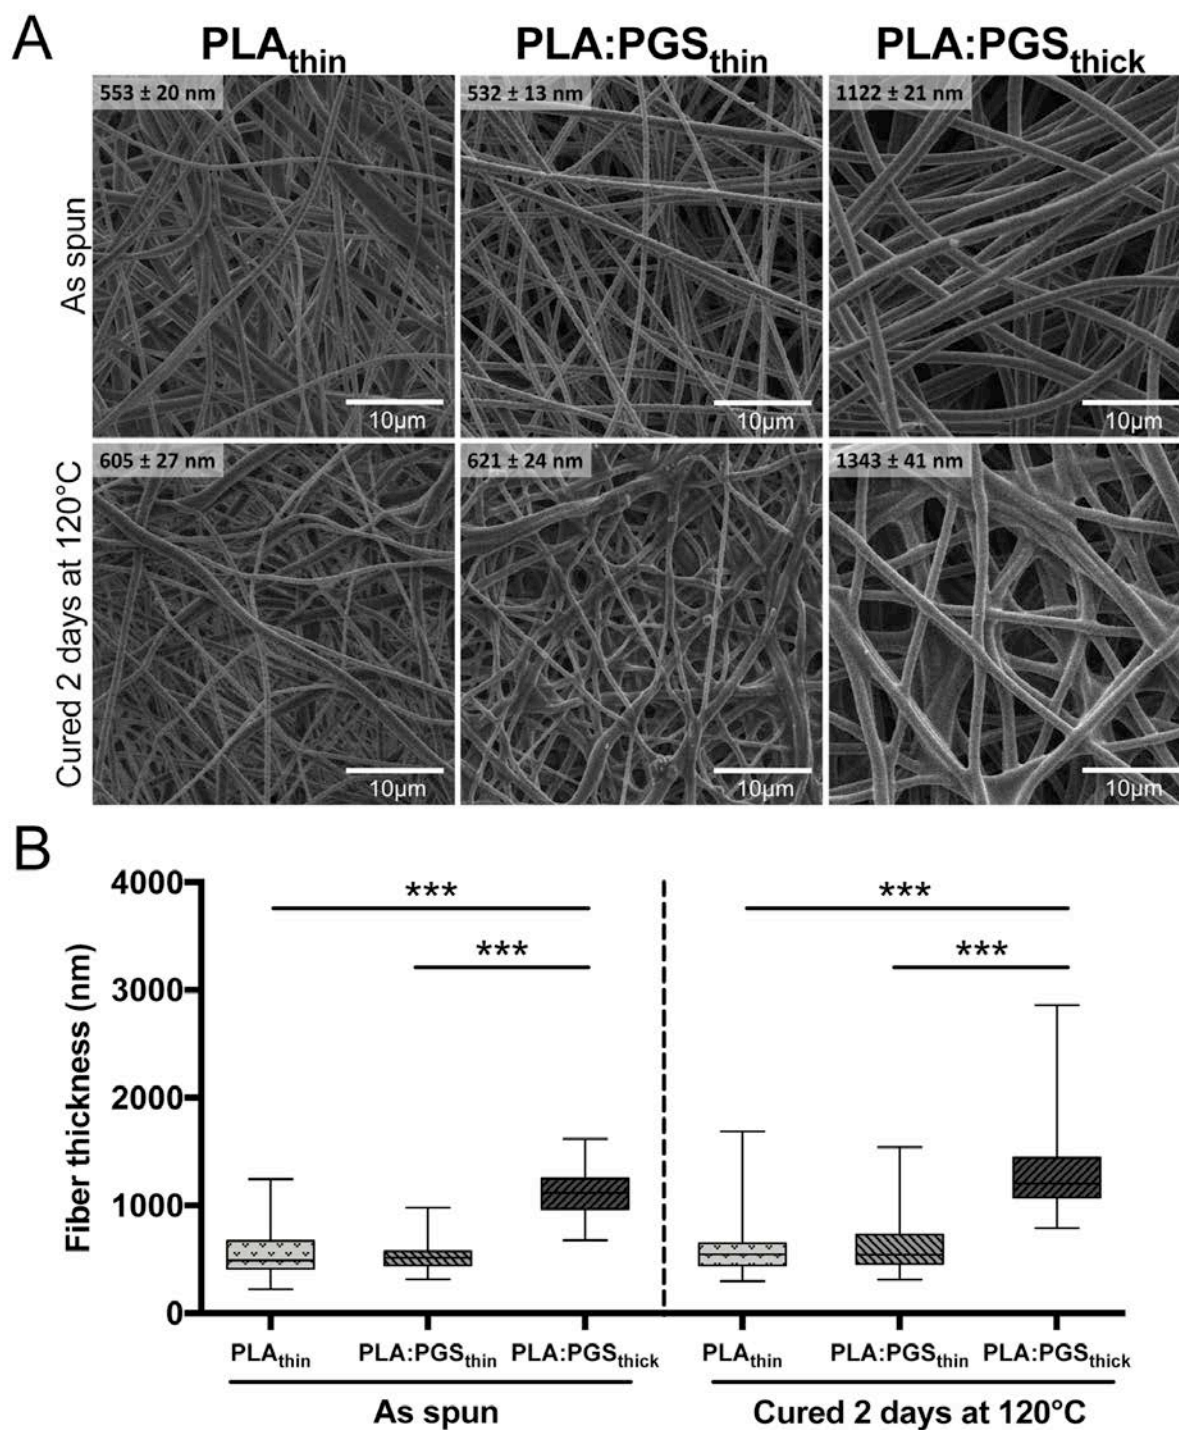 A
PLAthin PLA:PGSthin PLA:PGSthick
As spun
553 ± 20 nm 532 ± 13 nm 1122 ± 21 nm
10µm 10µm 10µm
Cured 2 days at 120°C
605 ± 27 nm 621 ± 24 nm 1343 ± 41 nm
10µm 10µm 10µm
B
Fiber thickness (nm)
4000
3000
2000
1000
0
*** ***
*** ***
PLAthin PLA:PGSthin PLA:PGSthick PLAthin PLA:PGSthin PLA:PGSthick
As spun Cured 2 days at 120°C